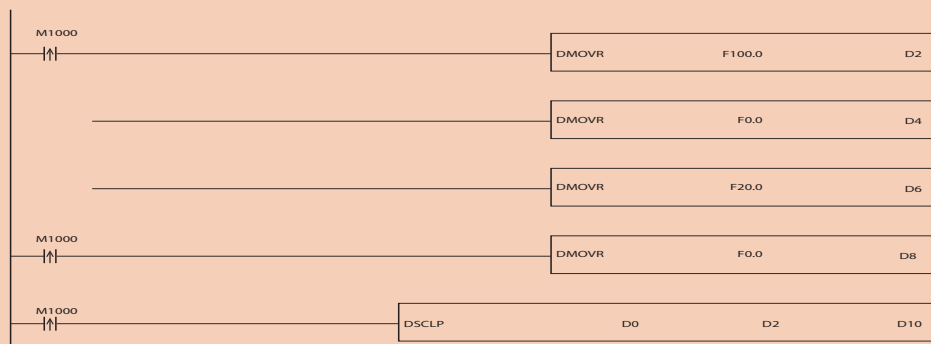 M1000
DMOVR F100.0 D2
DMOVR F0.0 D4
DMOVR F20.0 D6
M1000
DMOVR F0.0 D8
M1000
DSCLP D0 D2 D10